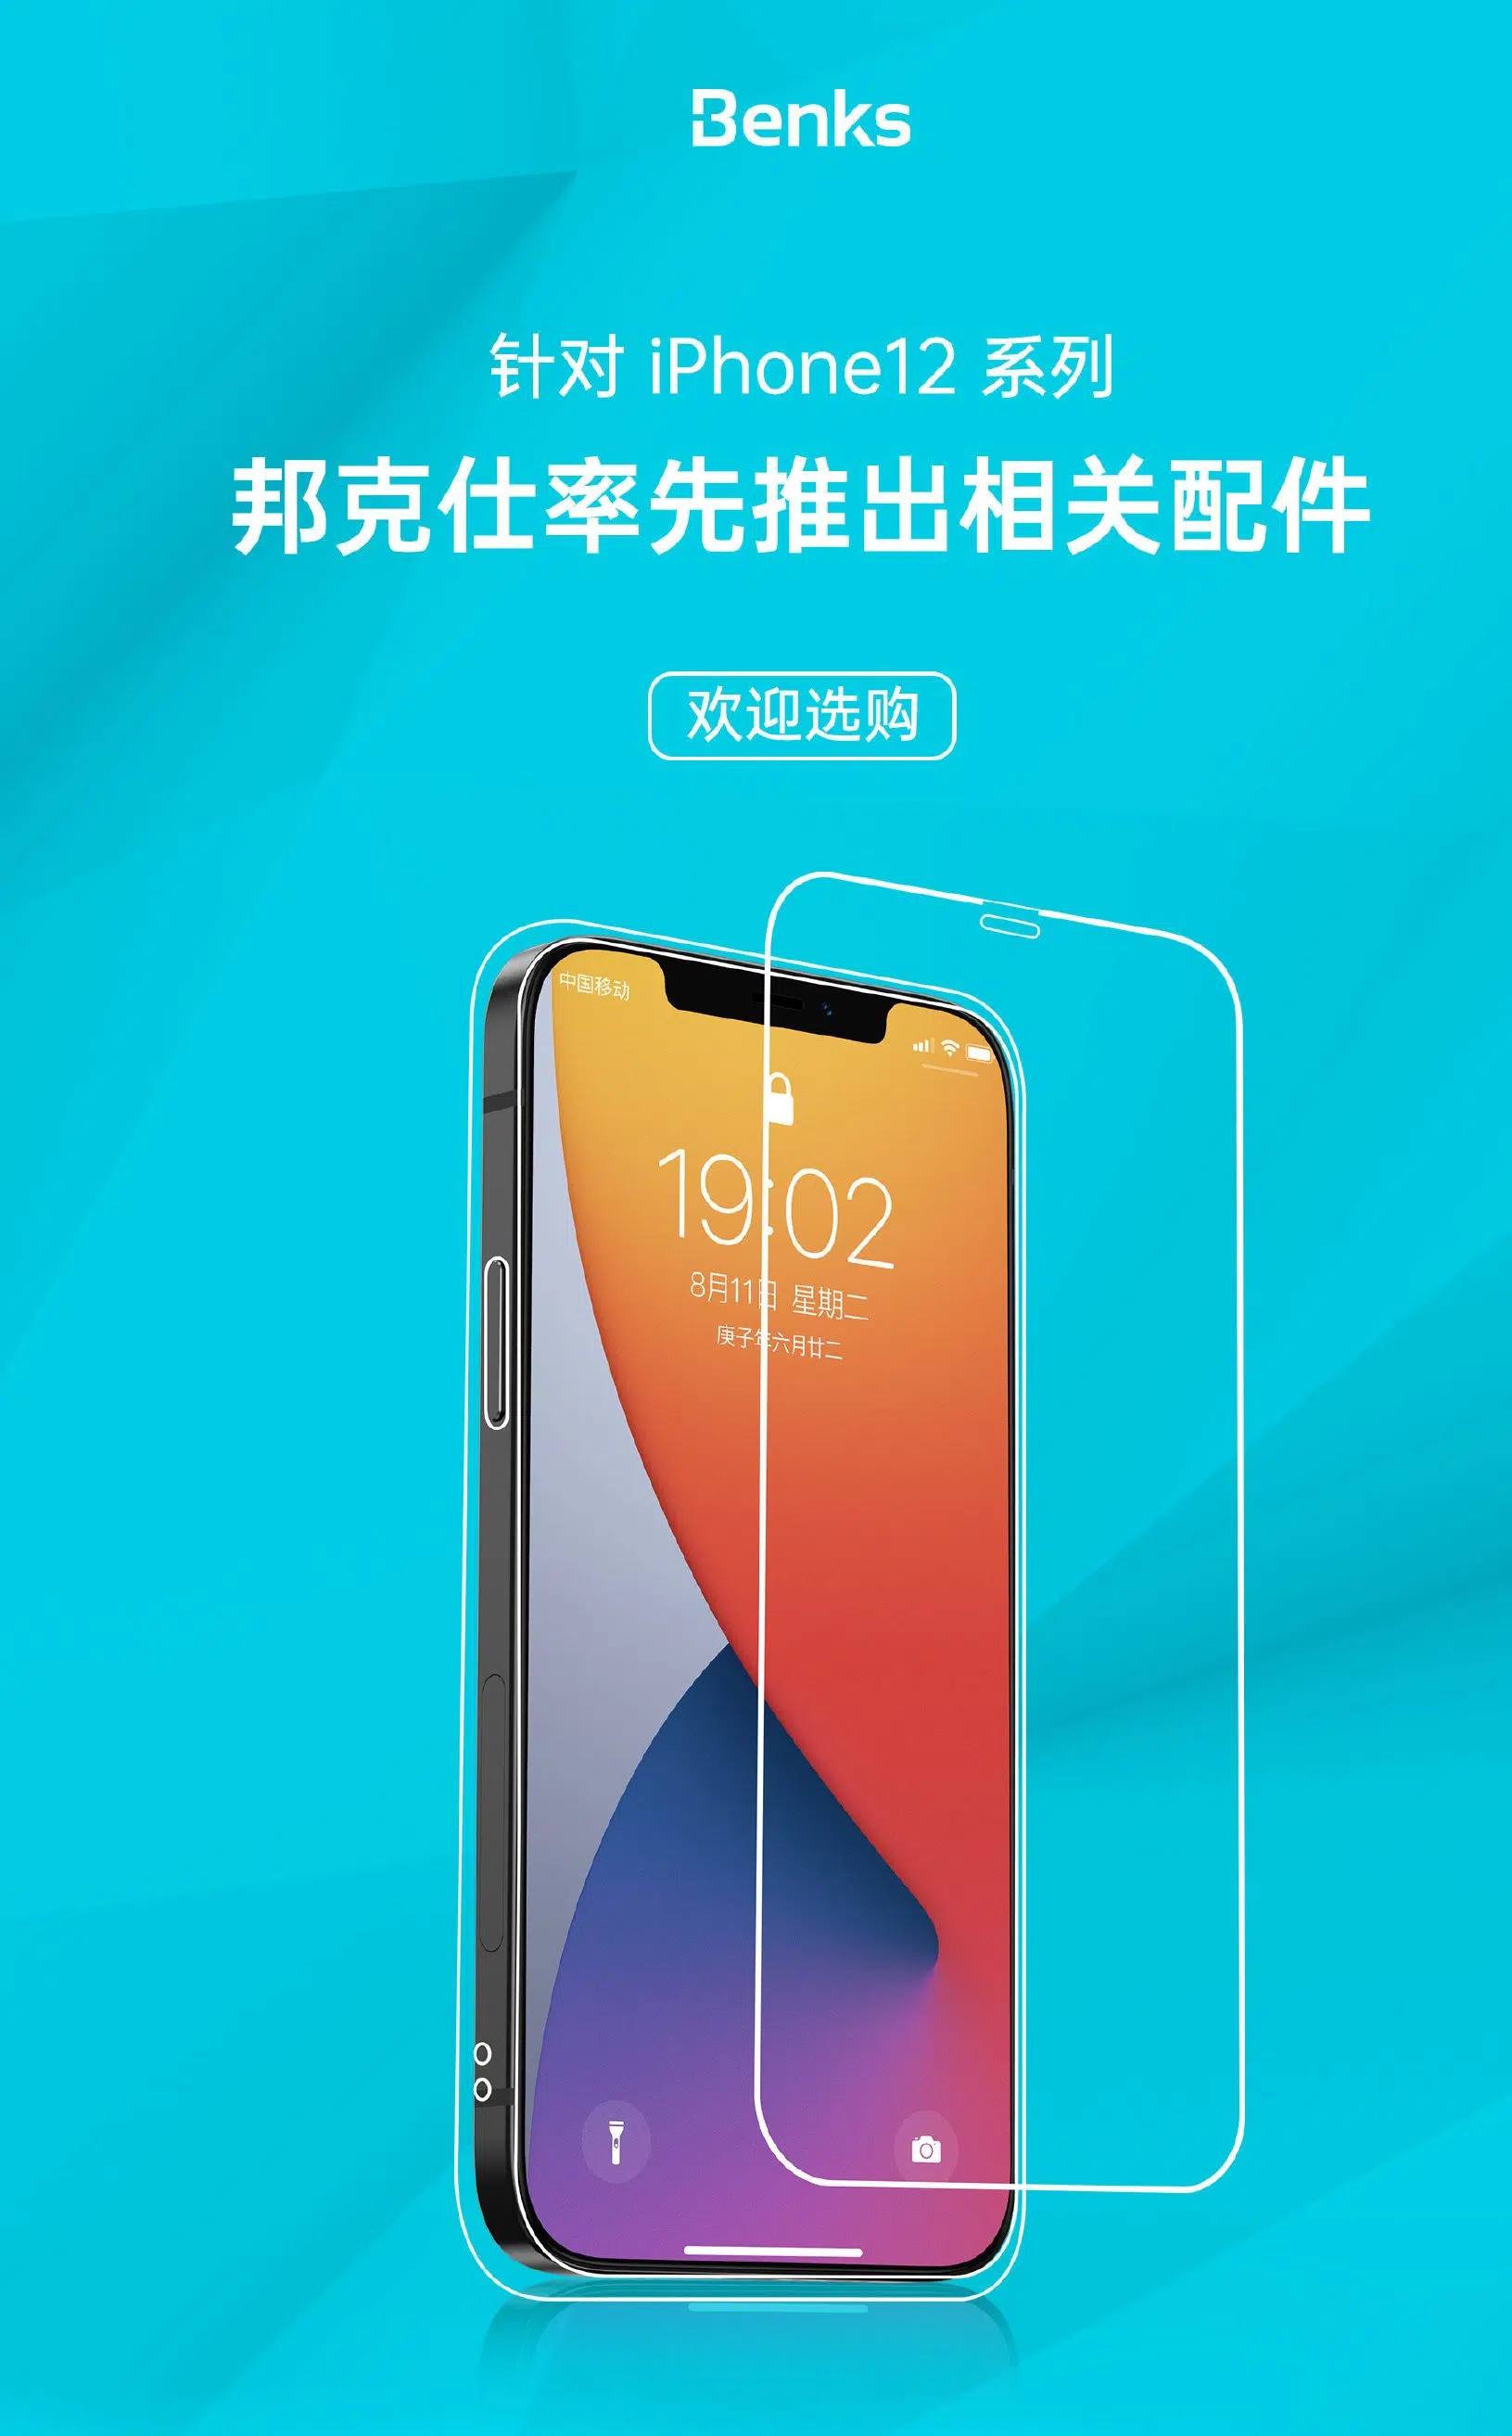 Benks
针对 iPhone12 系列
邦克仕率先推出相关配件
欢迎选购
中国移动
19:02
8月11日 星期二
庚子年六月廿二